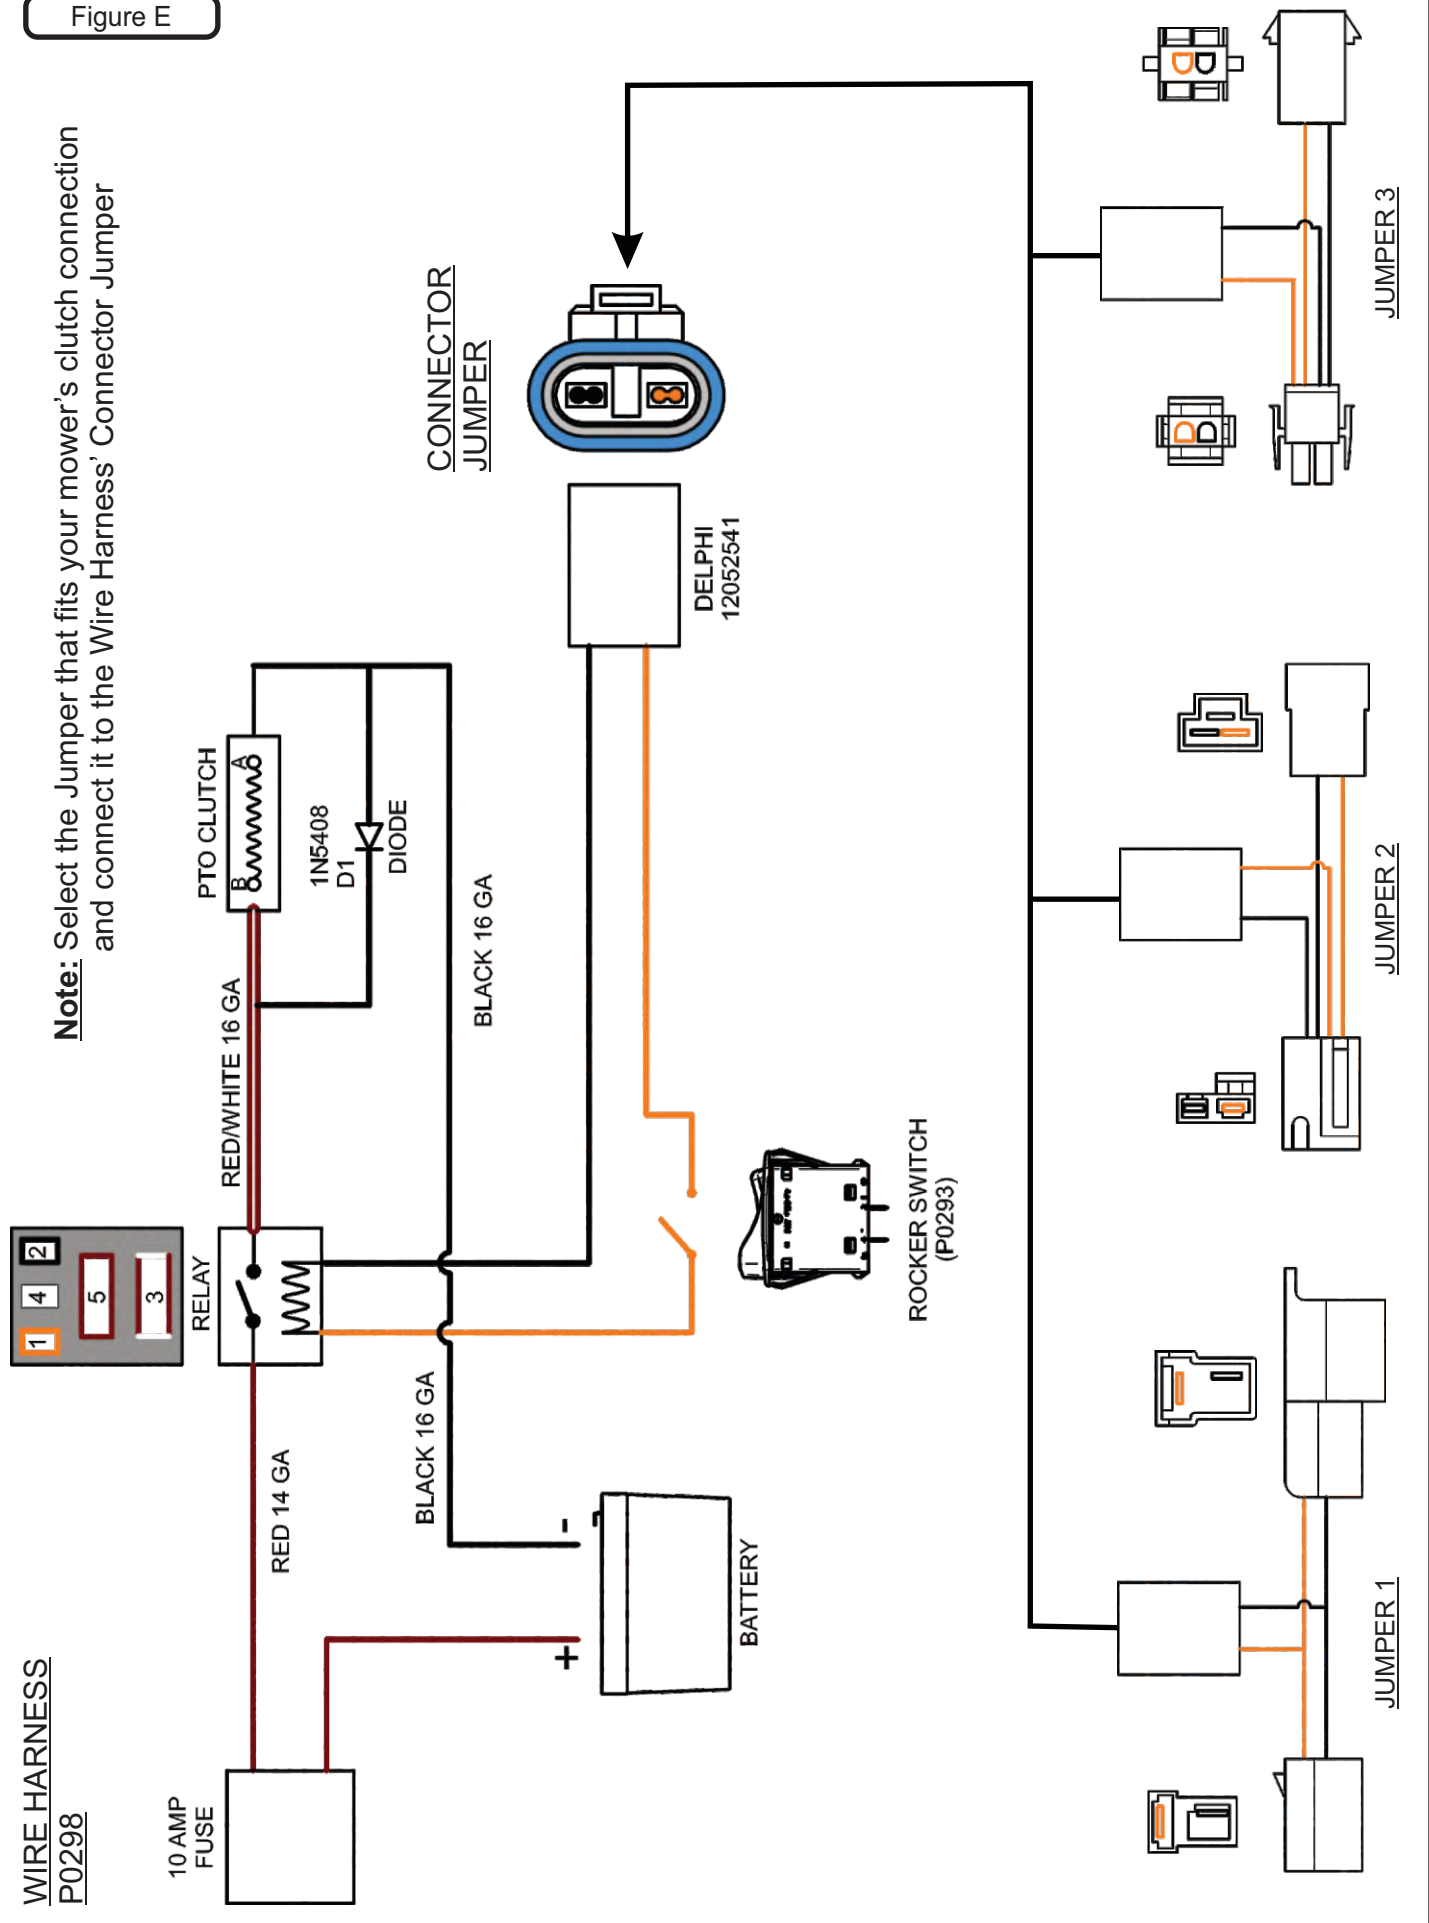 Figure E
WIRE HARNESS
P0298
Note: Select the Jumper that fits your mower’s clutch connection
and connect it to the Wire Harness’ Connector Jumper
10 AMP
FUSE
RED 14 GA
1
4
2
5
3
RELAY
RED/WHITE 16 GA
PTO CLUTCH
B
A
1N5408
D1
DIODE
BLACK 16 GA
BLACK 16 GA
+
-
BATTERY
CONNECTOR
JUMPER
DELPHI
12052541
ROCKER SWITCH
(P0293)
JUMPER 1
JUMPER 2
JUMPER 3